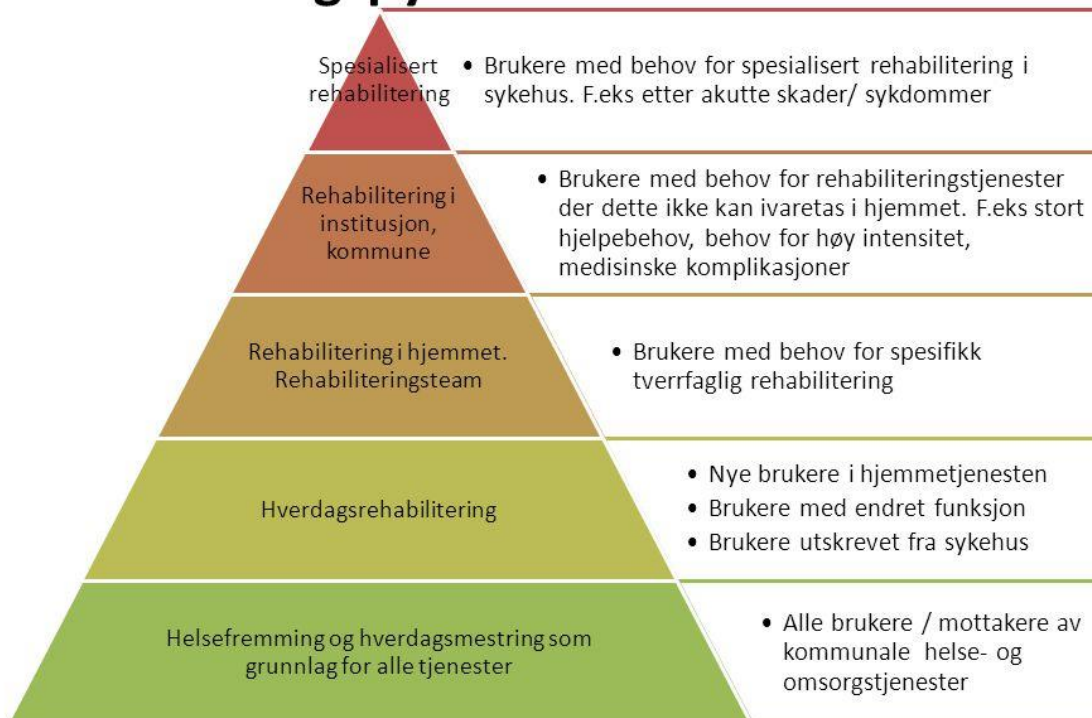 Spesialisert
rehabilitering
• Brukere med behov for spesialisert rehabilitering i
sykehus. F.eks etter akutte skader/ sykdommer
Rehabilitering i
institusjon,
kommune
• Brukere med behov for rehabiliteringstjenester
der dette ikke kan ivaretas i hjemmet. F.eks stort
hjelpebehov, behov for høy intensitet,
medisinske komplikasjoner
Rehabilitering i hjemmet.
Rehabiliteringsteam
• Brukere med behov for spesifikk
tverrfaglig rehabilitering
Hverdagsrehabilitering
• Nye brukere i hjemmetjenesten
• Brukere med endret funksjon
• Brukere utskrevet fra sykehus
Helsefremming og hverdagsmestring som
grunnlag for alle tjenester
• Alle brukere / mottakere av
kommunale helse- og
omsorgstjenester